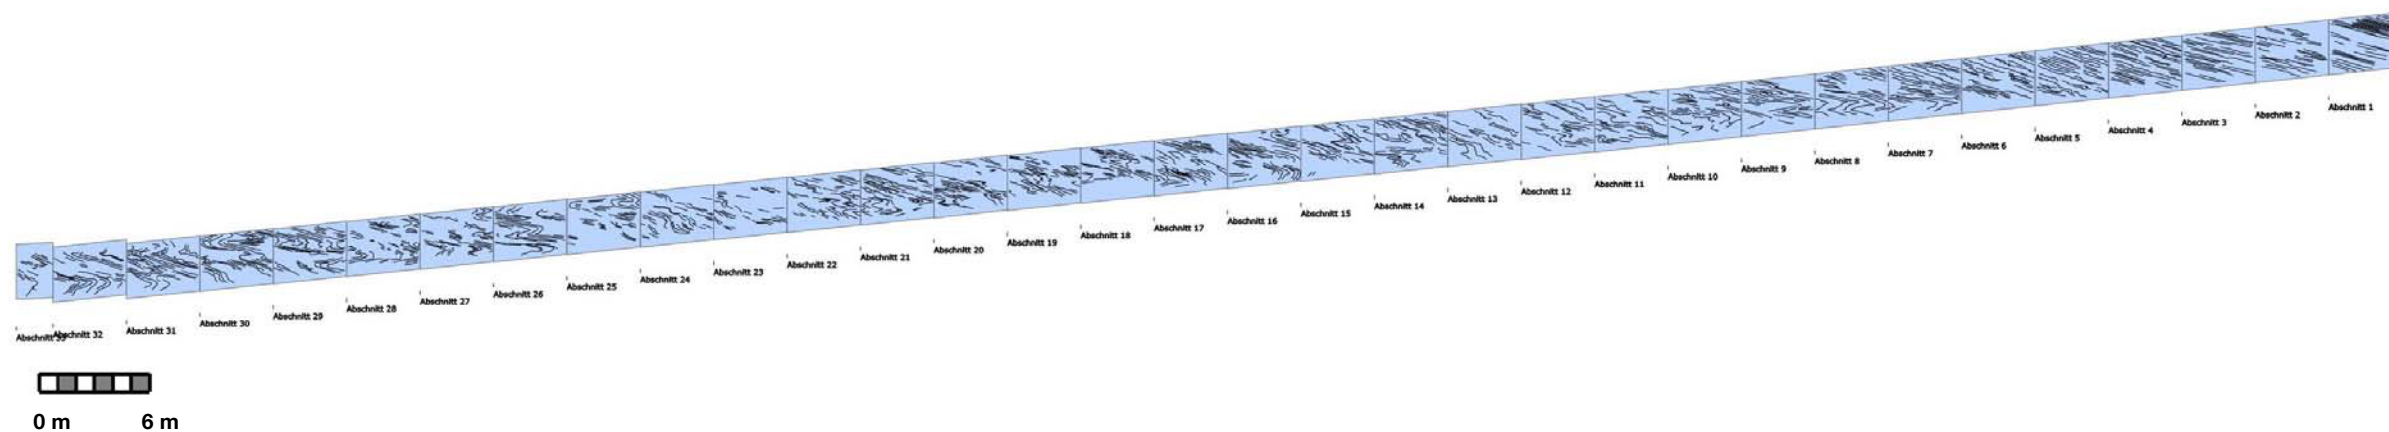 Abschnitt 33
Abschnitt 32
Abschnitt 31
Abschnitt 30
Abschnitt 29
Abschnitt 28
Abschnitt 27
Abschnitt 26
Abschnitt 25
Abschnitt 24
Abschnitt 23
Abschnitt 22
Abschnitt 21
Abschnitt 20
Abschnitt 19
Abschnitt 18
Abschnitt 17
Abschnitt 16
Abschnitt 15
Abschnitt 14
Abschnitt 13
Abschnitt 12
Abschnitt 11
Abschnitt 10
Abschnitt 9
Abschnitt 8
Abschnitt 7
Abschnitt 6
Abschnitt 5
Abschnitt 4
Abschnitt 3
Abschnitt 2
Abschnitt 1
0 m 6 m